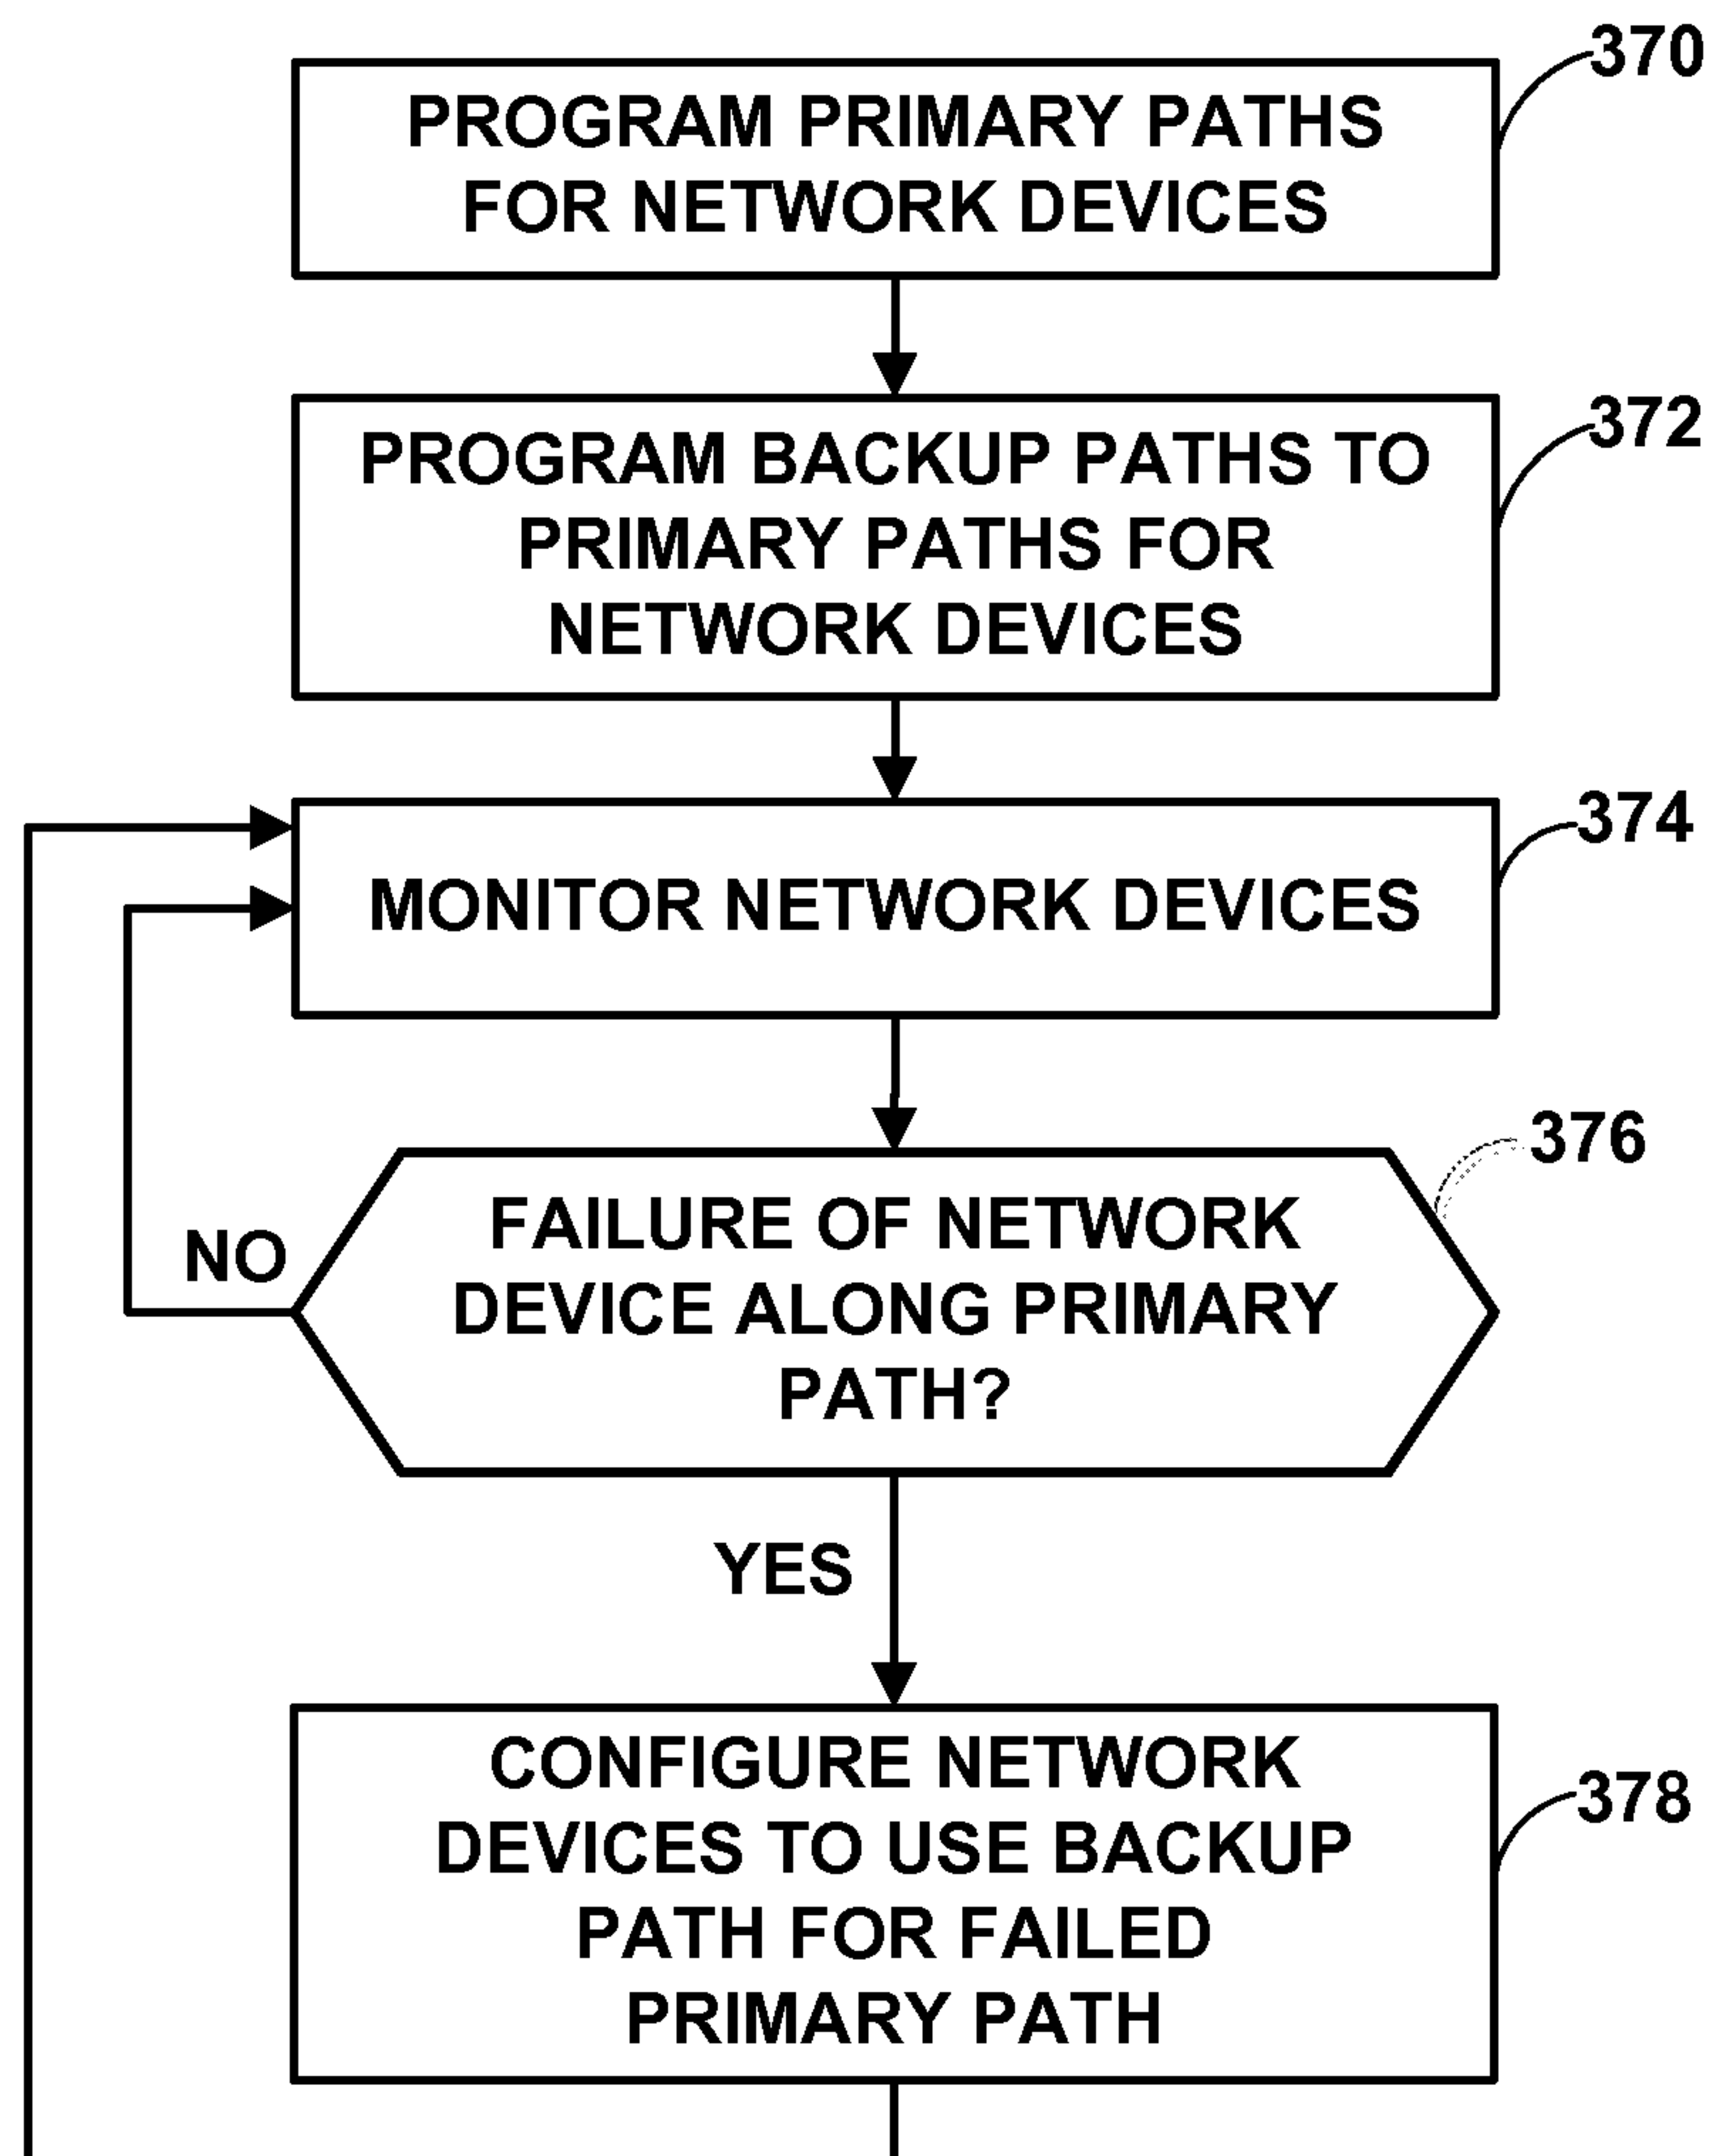 370
PROGRAM PRIMARY PATHS
FOR NETWORK DEVICES
372
PROGRAM BACKUP PATHS TO
PRIMARY PATHS FOR
NETWORK DEVICES
374
MONITOR NETWORK DEVICES
376
FAILURE OF NETWORK
DEVICE ALONG PRIMARY
PATH?
NO
YES
CONFIGURE NETWORK
DEVICES TO USE BACKUP
PATH FOR FAILED
PRIMARY PATH
378